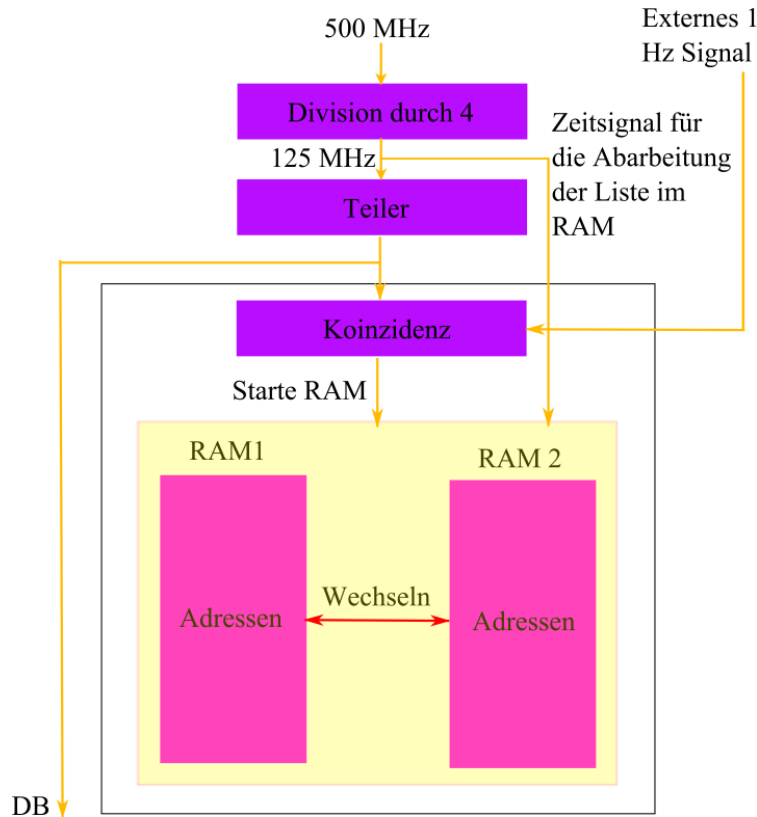 500 MHz
Externes 1
Hz Signal
Division durch 4
125 MHz
Zeitsignal für
die Abarbeitung
der Liste im
RAM
Teiler
Koinzidenz
Starte RAM
RAM1
RAM 2
Adressen
Wechseln
Adressen
DB